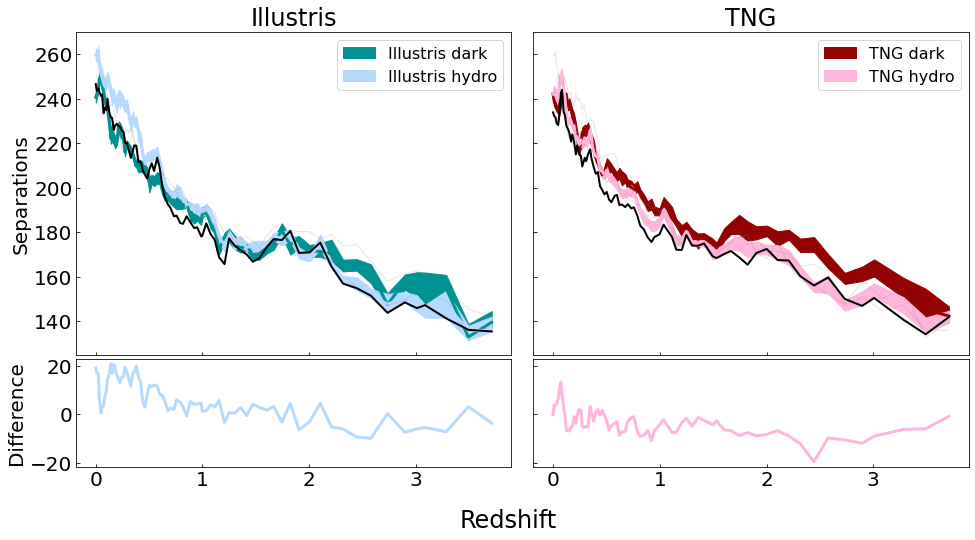 Illustris
TNG
Separations
260
240
220
200
180
160
140
Illustris dark
Illustris hydro
TNG dark
TNG hydro
Difference
20
0
−20
0 1 2 3
0 1 2 3
Redshift